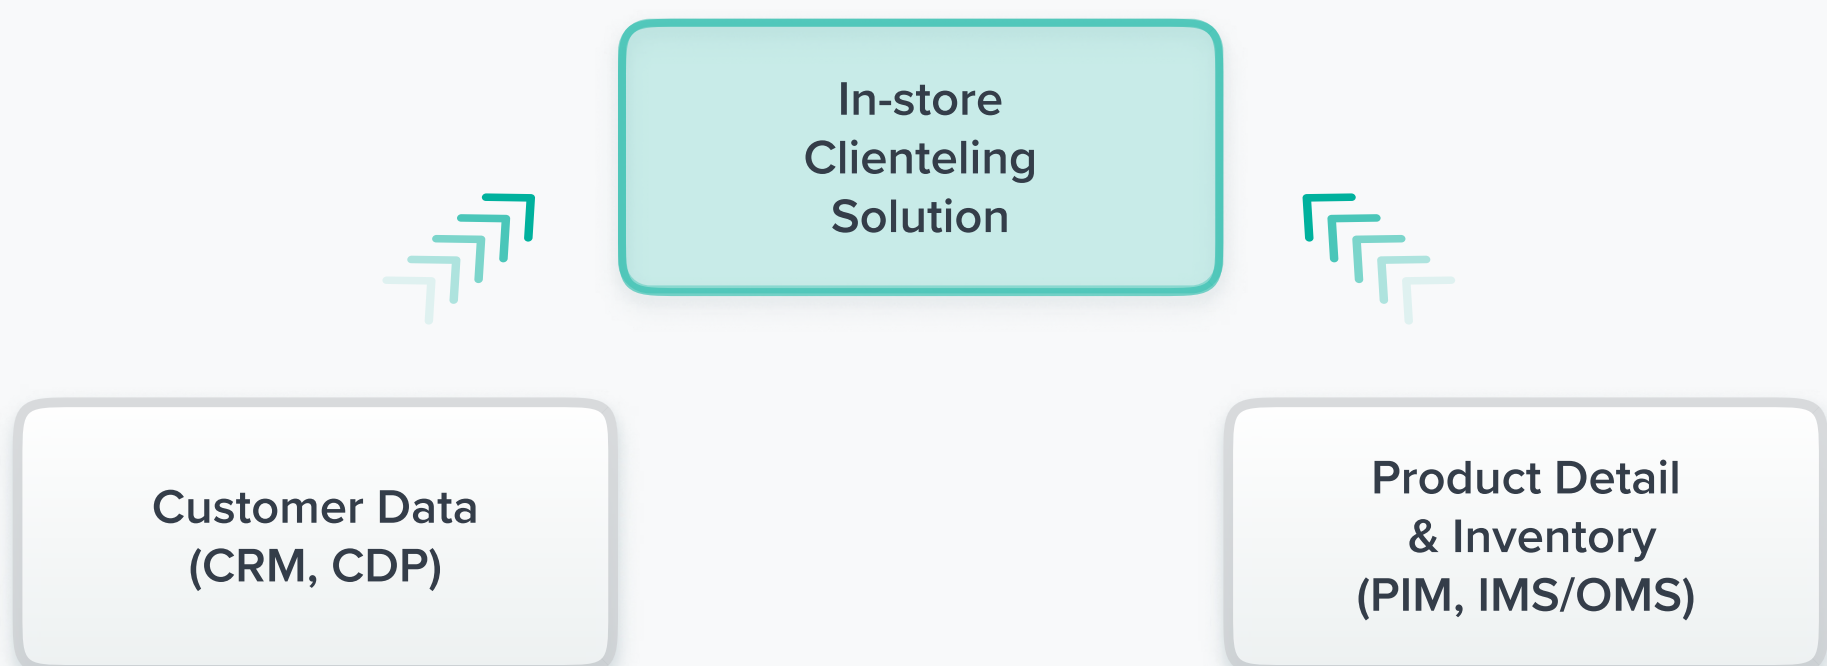 In-store
Clienteling
Solution
Customer Data
(CRM, CDP)
Product Detail
& Inventory
(PIM, IMS/OMS)